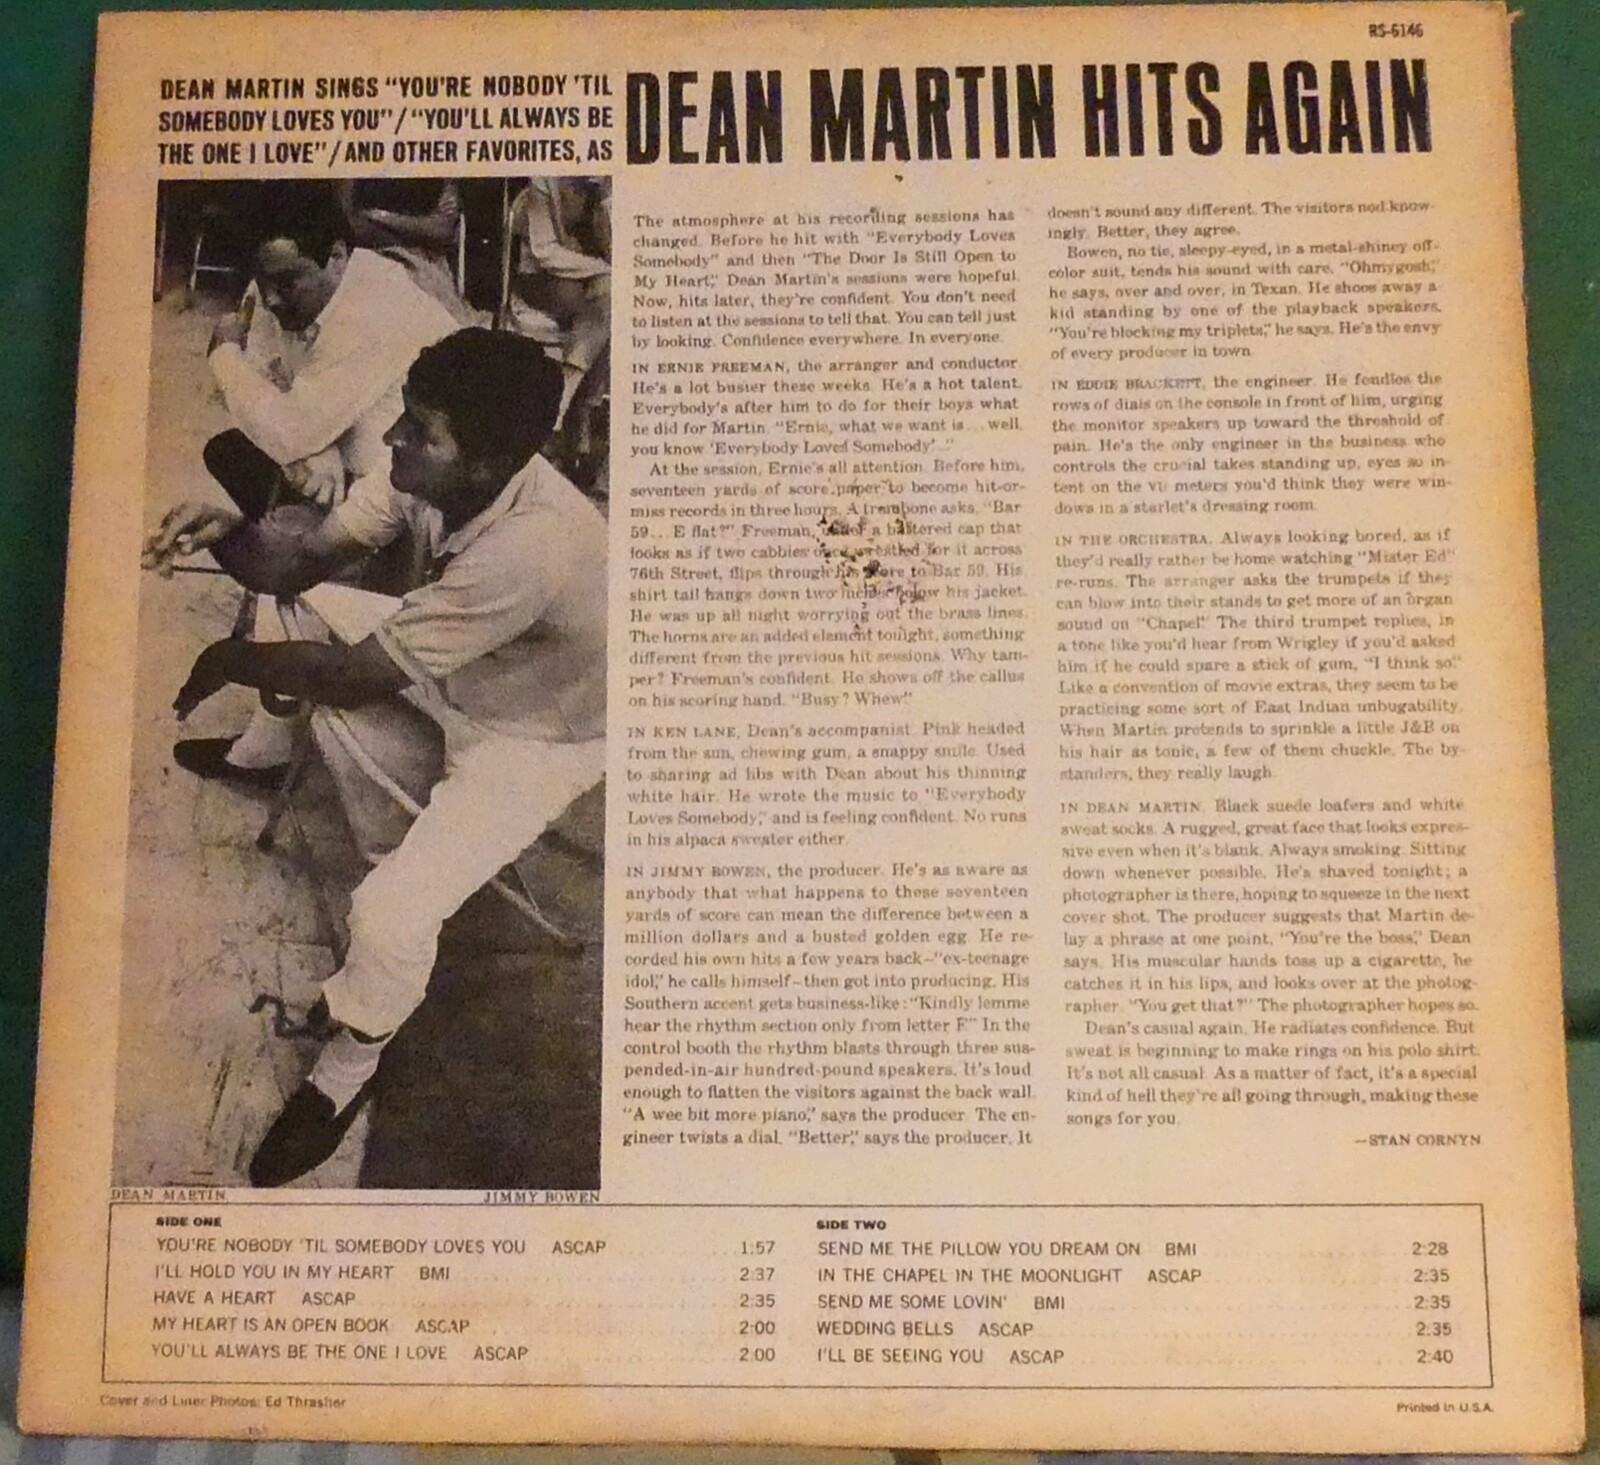 RS-6146
DEAN MARTIN SINGS "YOU'RE NOBODY 'TIL
SOMEBODY LOVES YOU"/"YOU'LL ALWAYS BE
THE ONE I LOVE"/AND OTHER FAVORITES, AS
DEAN MARTIN HITS AGAIN
The atmosphere at his recording sessions has
changed. Before he hit with "Everybody Loves
Somebody" and then "The Door Is Still Open to
My Heart," Dean Martin's sessions were hopeful.
Now, hits later, they're confident. You don't need
to listen at the sessions to tell that. You can tell just
by looking. Confidence everywhere. In everyone.
IN ERNIE FREEMAN, the arranger and conductor.
He's a lot busier these weeks. He's a hot talent.
Everybody's after him to do for their boys what
he did for Martin. "Ernie, what we want is... well,
you know 'Everybody Loved Somebody'..."
At the session, Ernie's all attention. Before him,
seventeen yards of score paper to become hit-or-
miss records in three hours. A trombone asks, "Bar
59... E flat?" Freeman, under a battered cap that
looks as if two cabbies once wrestled for it across
76th Street, flips through his score to Bar 59. His
shirt tail hangs down two inches below his jacket.
He was up all night worrying out the brass lines.
The horns are an added element tonight, something
different from the previous hit sessions. Why tam-
per? Freeman's confident. He shows off the callus
on his scoring hand. "Busy? Whew!"
IN KEN LANE, Dean's accompanist. Pink headed
from the sun, chewing gum, a snappy smile. Used
to sharing ad libs with Dean about his thinning
white hair. He wrote the music to "Everybody
Loves Somebody," and is feeling confident. No runs
in his alpaca sweater either.
IN JIMMY BOWEN, the producer. He's as aware as
anybody that what happens to these seventeen
yards of score can mean the difference between a
million dollars and a busted golden egg. He re-
corded his own hits a few years back—"ex-teenage
idol," he calls himself—then got into producing. His
Southern accent gets business-like: "Kindly lemme
hear the rhythm section only from letter F." In the
control booth the rhythm blasts through three sus-
pended-in-air hundred-pound speakers. It's loud
enough to flatten the visitors against the back wall.
"A wee bit more piano," says the producer. The en-
gineer twists a dial. "Better," says the producer. It
doesn't sound any different. The visitors nod know-
ingly. Better, they agree.
Bowen, no tie, sleepy-eyed, in a metal-shiney off-
color suit, tends his sound with care. "Ohmygosh,"
he says, over and over, in Texan. He shoos away a
kid standing by one of the playback speakers.
"You're blocking my triplets," he says. He's the envy
of every producer in town.
IN EDDIE BRACKETT, the engineer. He fondles the
rows of dials on the console in front of him, urging
the monitor speakers up toward the threshold of
pain. He's the only engineer in the business who
controls the crucial takes standing up, eyes so in-
tent on the VU meters you'd think they were win-
dows in a starlet's dressing room.
IN THE ORCHESTRA. Always looking bored, as if
they'd really rather be home watching "Mister Ed"
re-runs. The arranger asks the trumpets if they
can blow into their stands to get more of an organ
sound on "Chapel." The third trumpet replies, in
a tone like you'd hear from Wrigley if you'd asked
him if he could spare a stick of gum, "I think so."
Like a convention of movie extras, they seem to be
practicing some sort of East Indian unbugability.
When Martin pretends to sprinkle a little J&B on
his hair as tonic, a few of them chuckle. The by-
standers, they really laugh.
IN DEAN MARTIN. Black suede loafers and white
sweat socks. A rugged, great face that looks expres-
sive even when it's blank. Always smoking. Sitting
down whenever possible. He's shaved tonight; a
photographer is there, hoping to squeeze in the next
cover shot. The producer suggests that Martin de-
lay a phrase at one point. "You're the boss," Dean
says. His muscular hands toss up a cigarette, he
catches it in his lips, and looks over at the photog-
rapher. "You get that?" The photographer hopes so.
Dean's casual again. He radiates confidence. But
sweat is beginning to make rings on his polo shirt.
It's not all casual. As a matter of fact, it's a special
kind of hell they're all going through, making these
songs for you.
—STAN CORNYN
DEAN MARTIN JIMMY BOWEN
SIDE ONE
YOU'RE NOBODY 'TIL SOMEBODY LOVES YOU ASCAP 1:57
I'LL HOLD YOU IN MY HEART BMI 2:37
HAVE A HEART ASCAP 2:35
MY HEART IS AN OPEN BOOK ASCAP 2:00
YOU'LL ALWAYS BE THE ONE I LOVE ASCAP 2:00
SIDE TWO
SEND ME THE PILLOW YOU DREAM ON BMI 2:28
IN THE CHAPEL IN THE MOONLIGHT ASCAP 2:35
SEND ME SOME LOVIN' BMI 2:35
WEDDING BELLS ASCAP 2:35
I'LL BE SEEING YOU ASCAP 2:40
Cover and Liner Photos: Ed Thrasher
Printed in U.S.A.